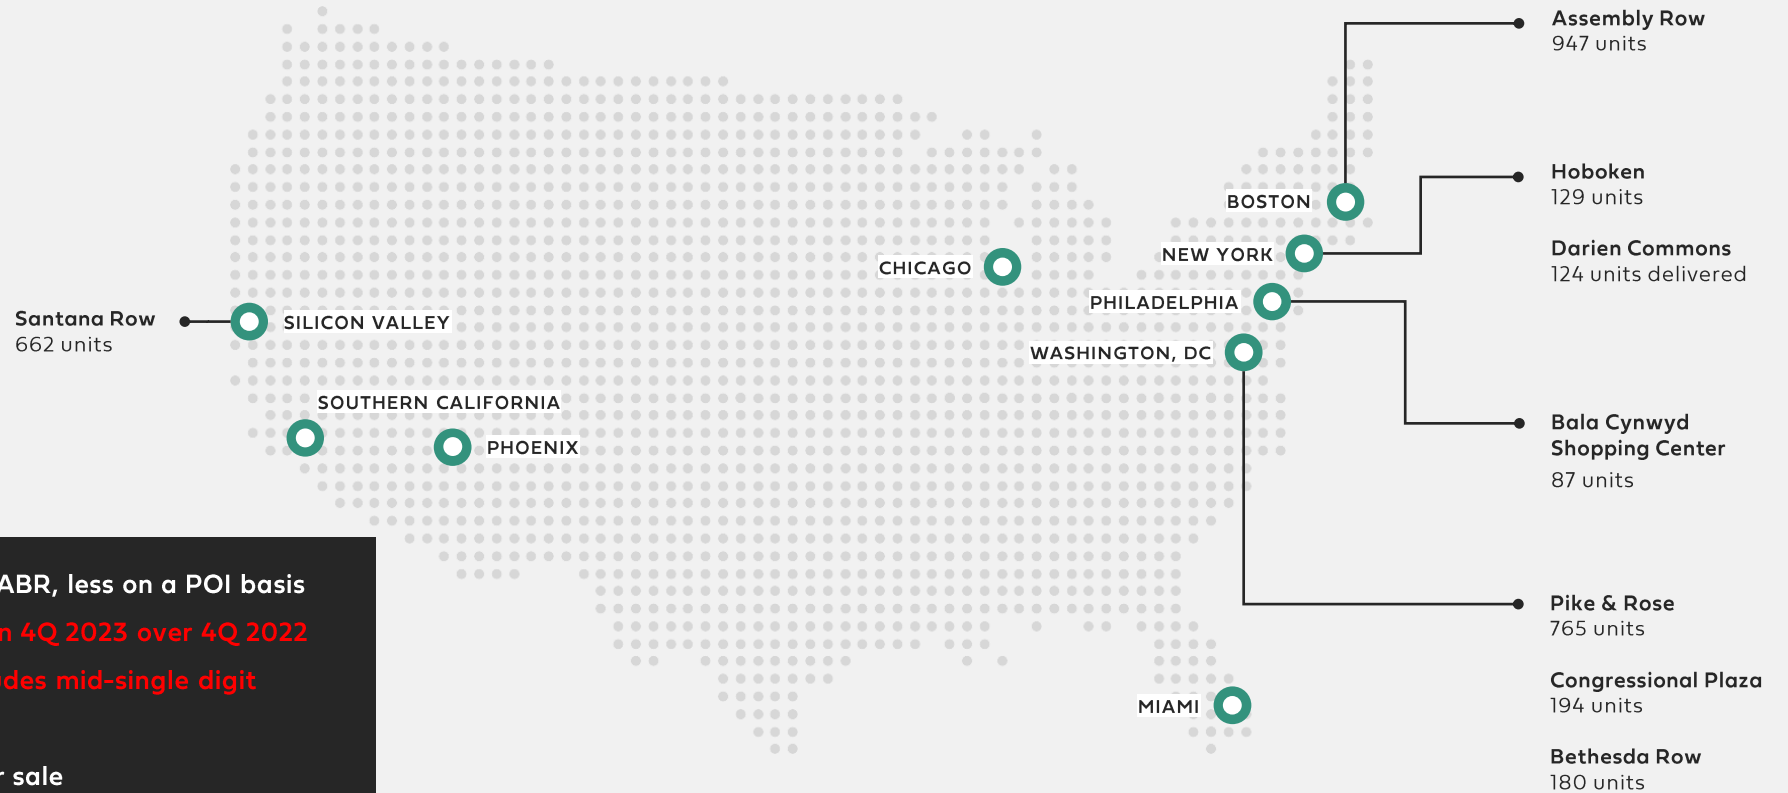 Assembly Row
947 units
Hoboken
129 units
BOSTON
Darien Commons
124 units delivered
NEW YORK
CHICAGO
PHILADELPHIA
Santana Row
662 units
SILICON VALLEY
WASHINGTON, DC
SOUTHERN CALIFORNIA
PHOENIX
Bala Cynwyd
Shopping Center
87 units
ABR, less on a POI basis
4Q 2023 over 4Q 2022
mid-single digit
sale
Pike & Rose
765 units
Congressional Plaza
194 units
MIAMI
Bethesda Row
180 units